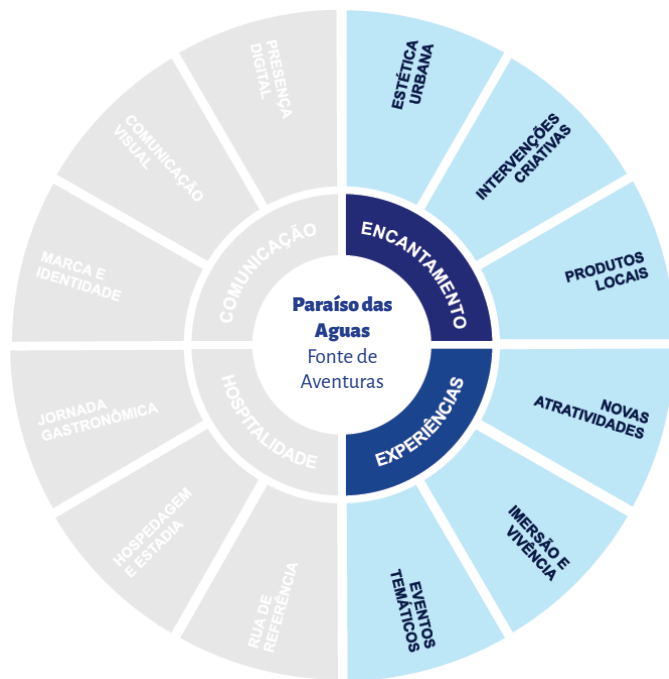 PRESENÇA
DIGITAL
ESTÉTICA
URBANA
COMUNICAÇÃO
VISUAL
INTERVENÇÕES
CRIATIVAS
MARCA E
IDENTIDADE
PRODUTOS
LOCAIS
COMUNICAÇÃO
ENCANTAMENTO
Paraíso das
Aguas
Fonte de
Aventuras
HOSPITALIDADE
EXPERIÊNCIAS
JORNADA
GASTRONÔMICA
NOVAS
ATRATIVIDADES
HOSPEDAGEM
E ESTADIA
IMERSÃO E
VIVÊNCIA
RUA DE
REFERÊNCIA
EVENTOS
TEMÁTICOS